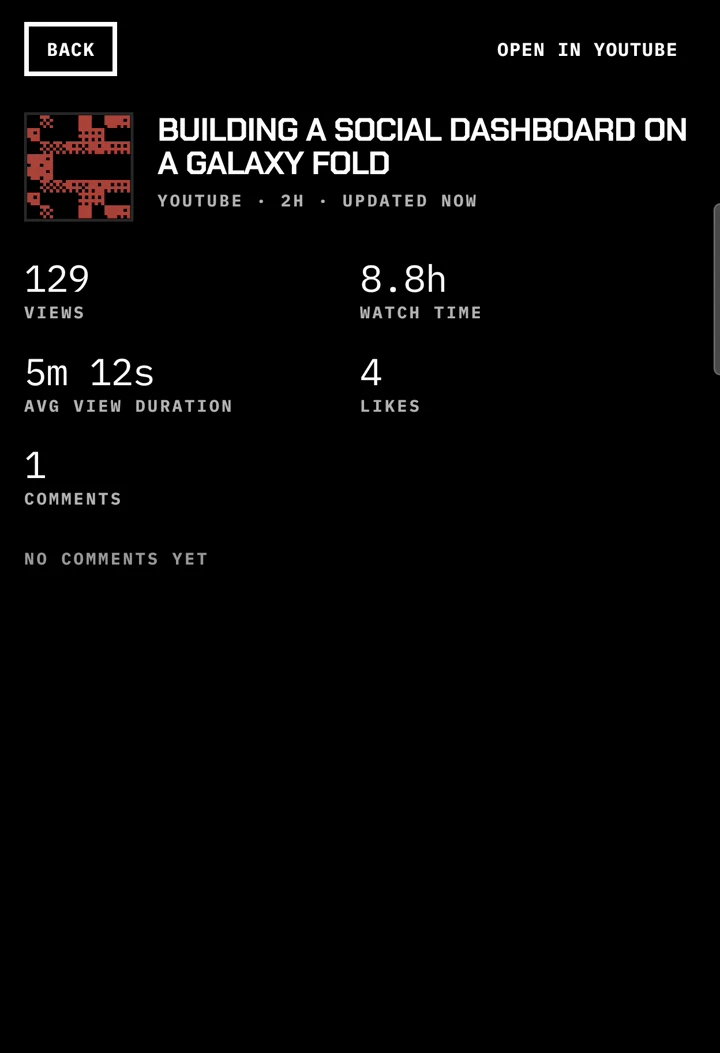 BACK
OPEN IN YOUTUBE
BUILDING A SOCIAL DASHBOARD ON
A GALAXY FOLD
YOUTUBE · 2H · UPDATED NOW
129
VIEWS
8.8h
WATCH TIME
5m 12s
AVG VIEW DURATION
4
LIKES
1
COMMENTS
NO COMMENTS YET